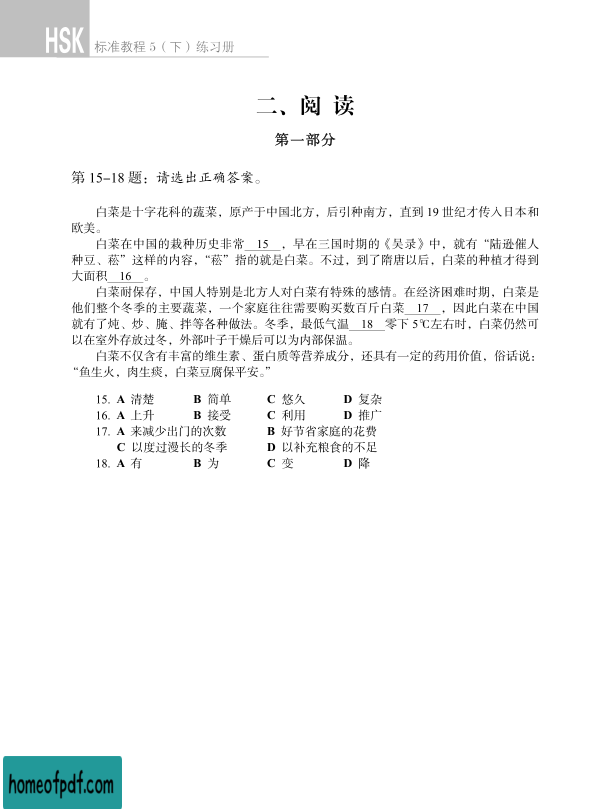 HSK 标准教程 5（下）练习册
二、阅 读
第一部分
第 15–18 题：请选出正确答案。
白菜是十字花科的蔬菜，原产于中国北方，后引种南方，直到 19 世纪才传入日本和
欧美。
白菜在中国的栽种历史非常 15 ，早在三国时期的《吴录》中，就有“陆逊催人
种豆、菘”这样的内容，“菘”指的就是白菜。不过，到了隋唐以后，白菜的种植才得到
大面积 16 。
白菜耐保存，中国人特别是北方人对白菜有特殊的感情。在经济困难时期，白菜是
他们整个冬季的主要蔬菜，一个家庭往往需要购买数百斤白菜 17 ，因此白菜在中国
就有了炖、炒、腌、拌等各种做法。冬季，最低气温 18 零下 5℃左右时，白菜仍然可
以在室外存放过冬，外部叶子干燥后可以为内部保温。
白菜不仅含有丰富的维生素、蛋白质等营养成分，还具有一定的药用价值，俗话说：
“鱼生火，肉生痰，白菜豆腐保平安。”
15. A 清楚 B 简单 C 悠久 D 复杂
16. A 上升 B 接受 C 利用 D 推广
17. A 来减少出门的次数 B 好节省家庭的花费
C 以度过漫长的冬季 D 以补充粮食的不足
18. A 有 B 为 C 变 D 降
homeofpdf.com